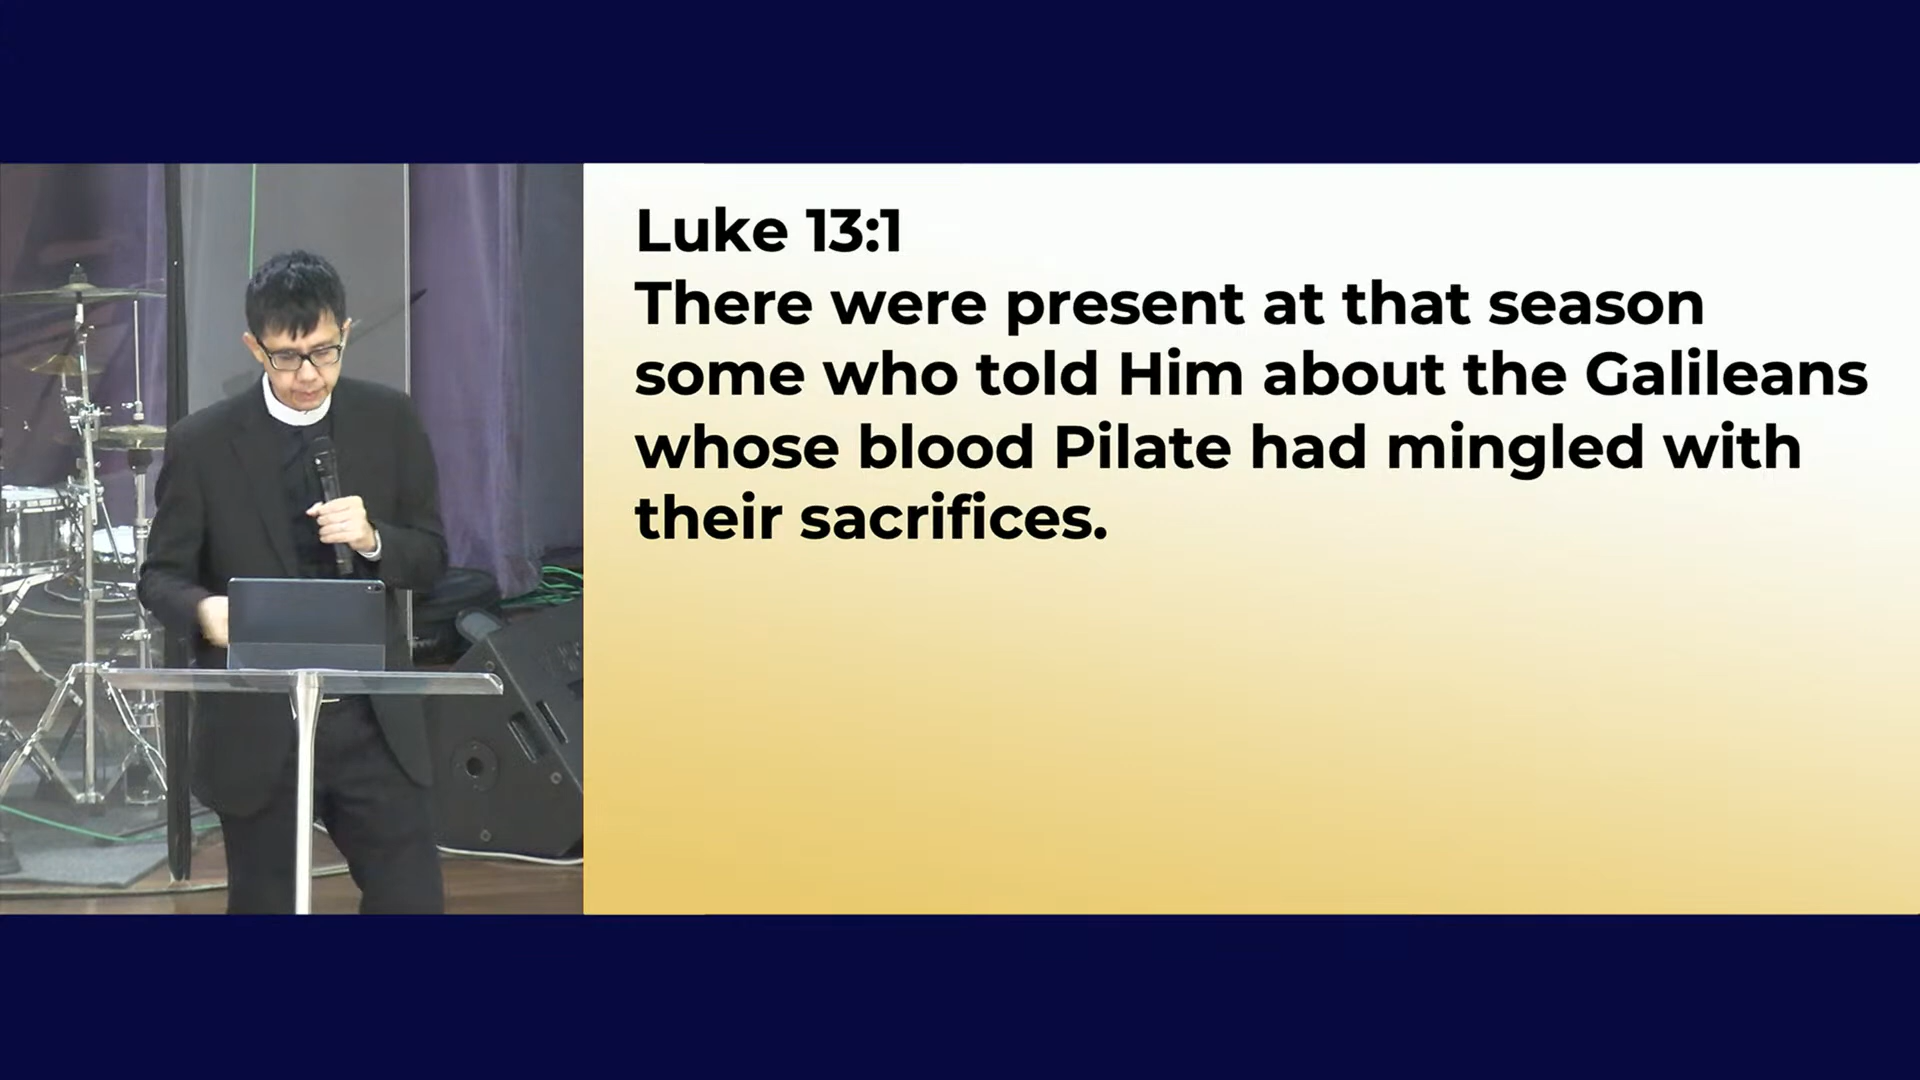 Luke 13:1
There were present at that season
some who told Him about the Galileans
whose blood Pilate had mingled with
their sacrifices.